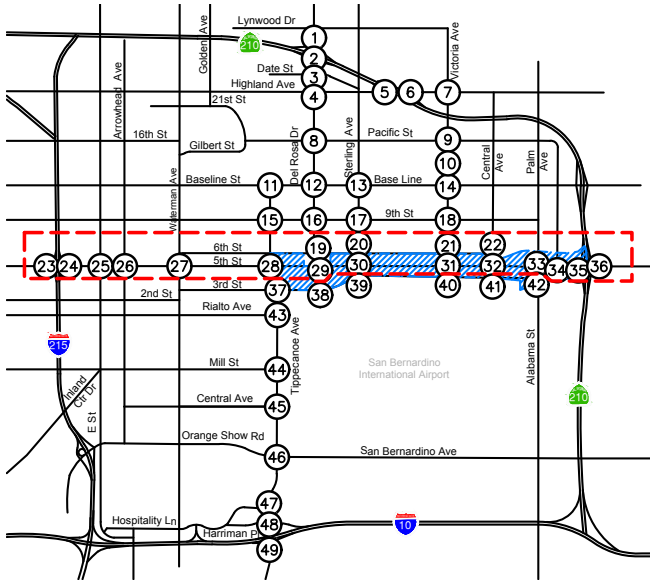 Lynwood Dr
1
Golden Ave
210
2
Victoria Ave
Date St
3
Arrowhead Ave
Highland Ave
4
5
6
7
21st St
16th St
8
Pacific St
9
Gilbert St
Del Rosa Dr
Sterling Ave
10
Central Ave
Palm Ave
Baseline St
11
12
13
Base Line
14
Waterman Ave
15
16
17
18
9th St
6th St
19
20
21
22
23
24
25
26
27
5th St
28
29
30
31
32
33
34
35
36
3rd St
37
38
39
40
41
42
2nd St
Rialto Ave
43
Tippecanoe Ave
215
Alabama St
Mill St
44
San Bernardino
International Airport
Inland
Ctr Dr
E St
Central Ave
45
210
Orange Show Rd
46
San Bernardino Ave
47
Hospitality Ln
48
10
Harriman P
49